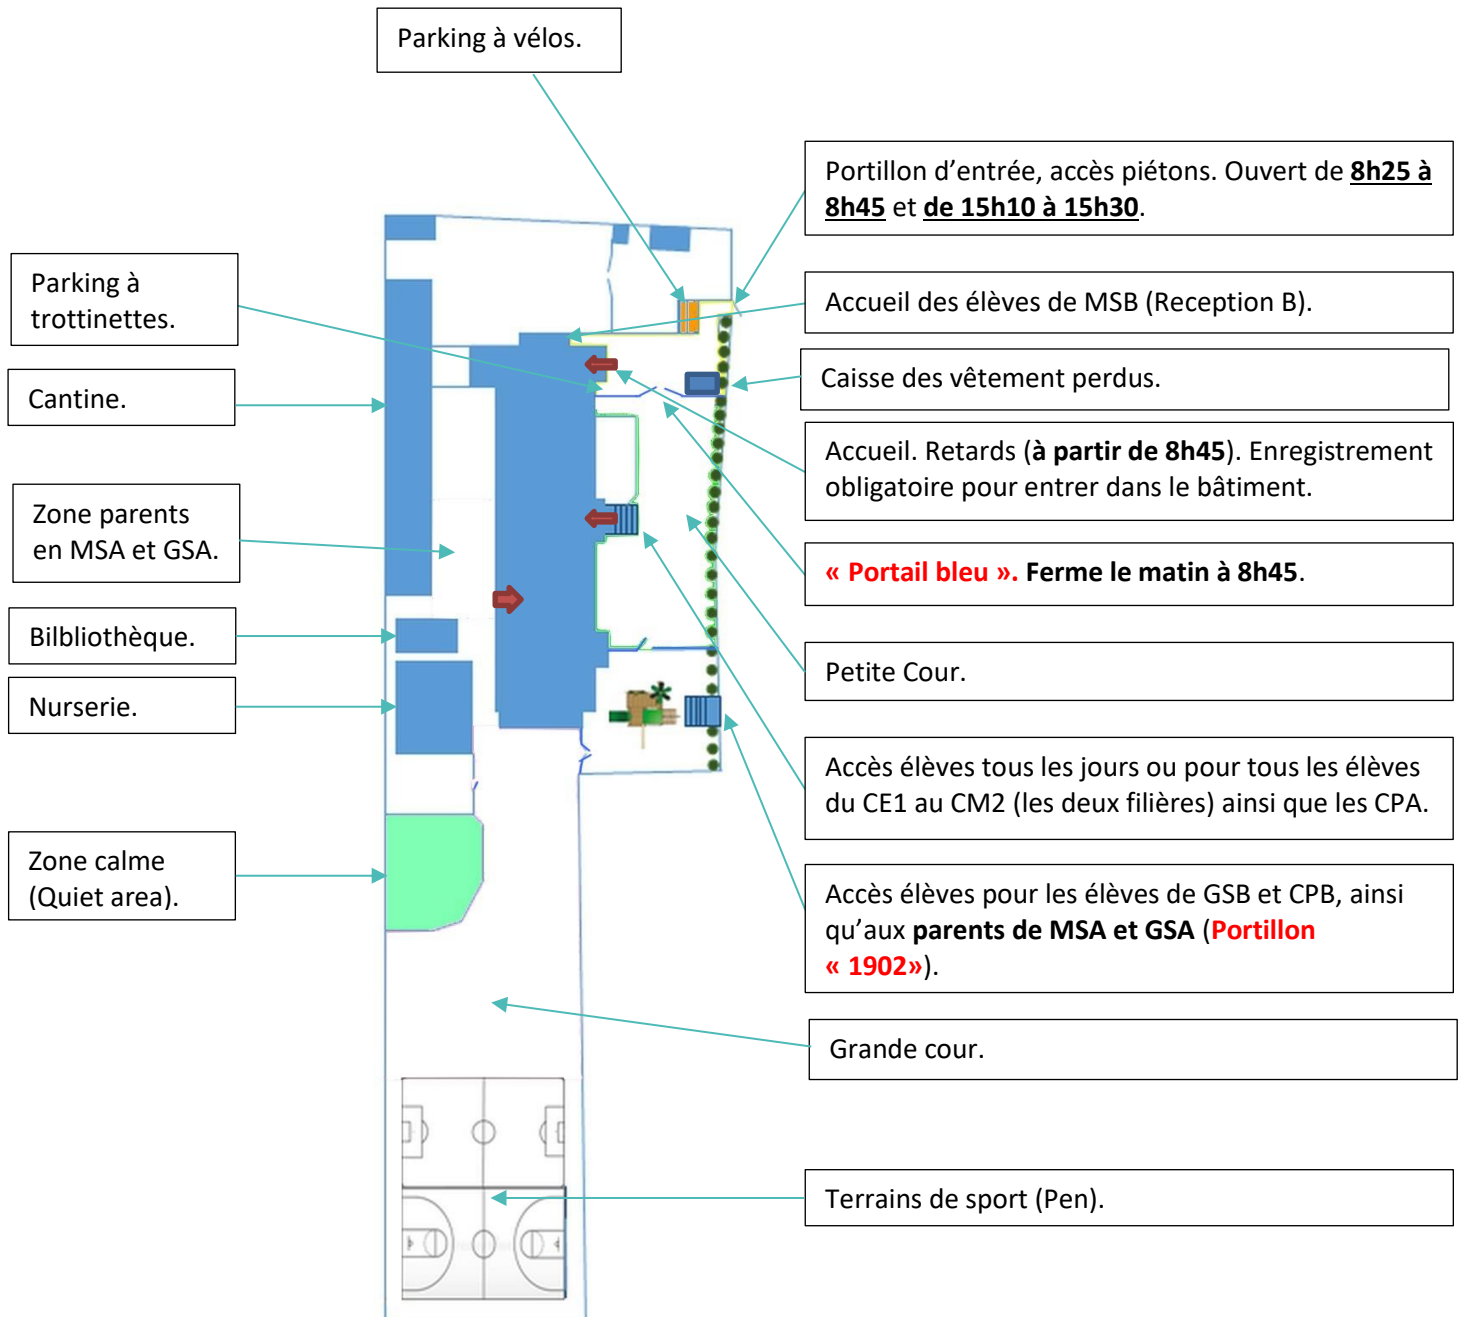 Parking à vélos.
Portillon d’entrée, accès piétons. Ouvert de 8h25 à
8h45 et de 15h10 à 15h30.
Parking à
trottinettes.
Accueil des élèves de MSB (Reception B).
Cantine.
Caisse des vêtement perdus.
Accueil. Retards (à partir de 8h45). Enregistrement
obligatoire pour entrer dans le bâtiment.
Zone parents
en MSA et GSA.
« Portail bleu ». Ferme le matin à 8h45.
Bilbliothèque.
Petite Cour.
Nurserie.
Accès élèves tous les jours ou pour tous les élèves
du CE1 au CM2 (les deux filières) ainsi que les CPA.
Zone calme
(Quiet area).
Accès élèves pour les élèves de GSB et CPB, ainsi
qu’aux parents de MSA et GSA (Portillon
« 1902»).
Grande cour.
Terrains de sport (Pen).